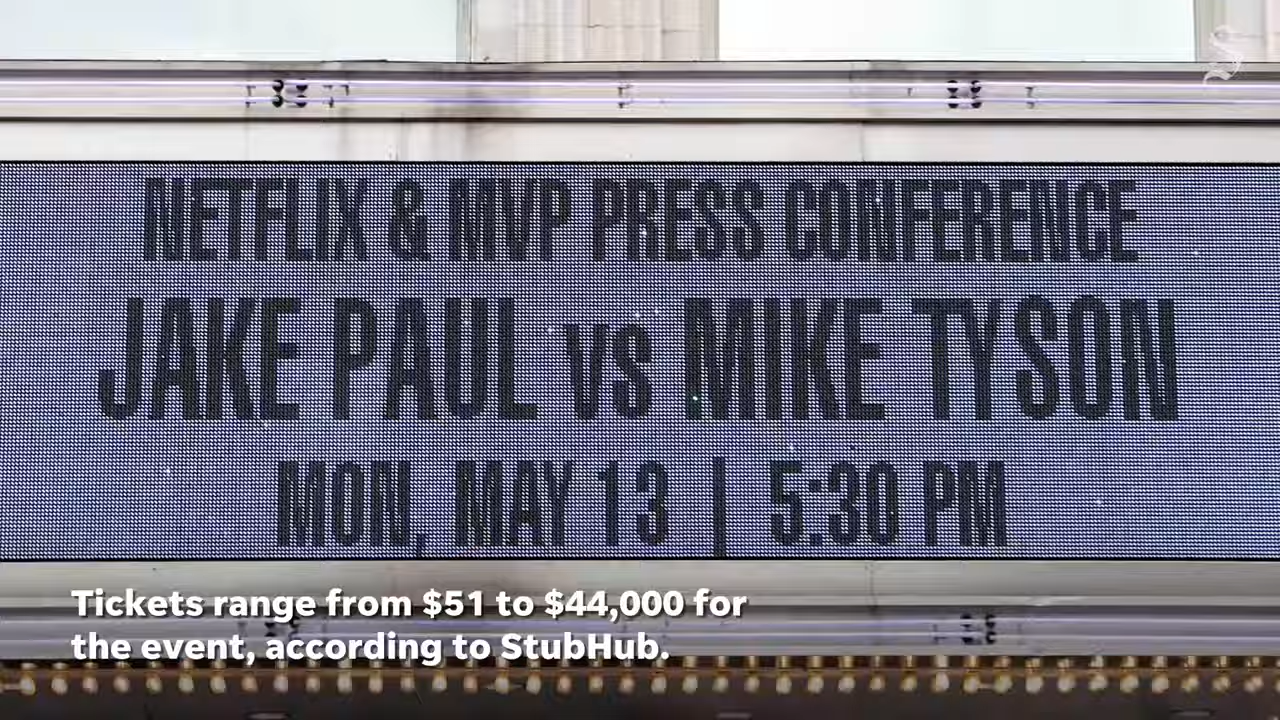 NETFLIX & MVP PRESS CONFERENCE
JAKE PAUL VS MIKE TYSON
MON, MAY 13 | 5:30 PM
Tickets range from $51 to $44,000 for
the event, according to StubHub.